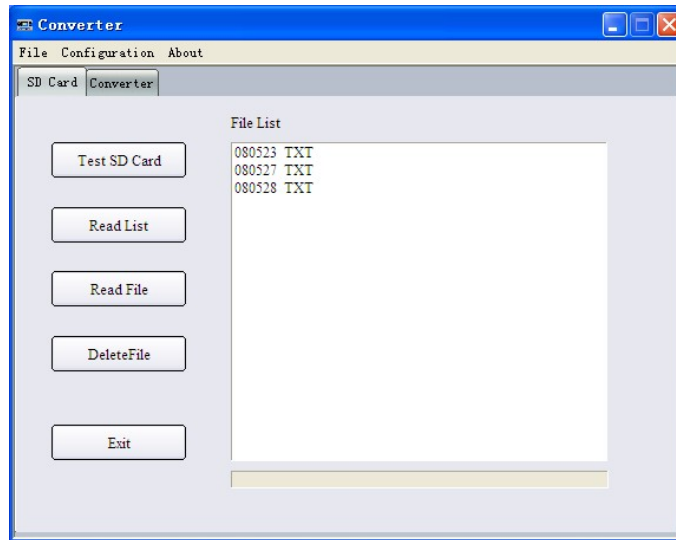 Converter
File Configuration About
SD Card Converter
File List
Test SD Card
Read List
Read File
DeleteFile
Exit
080523 TXT
080527 TXT
080528 TXT